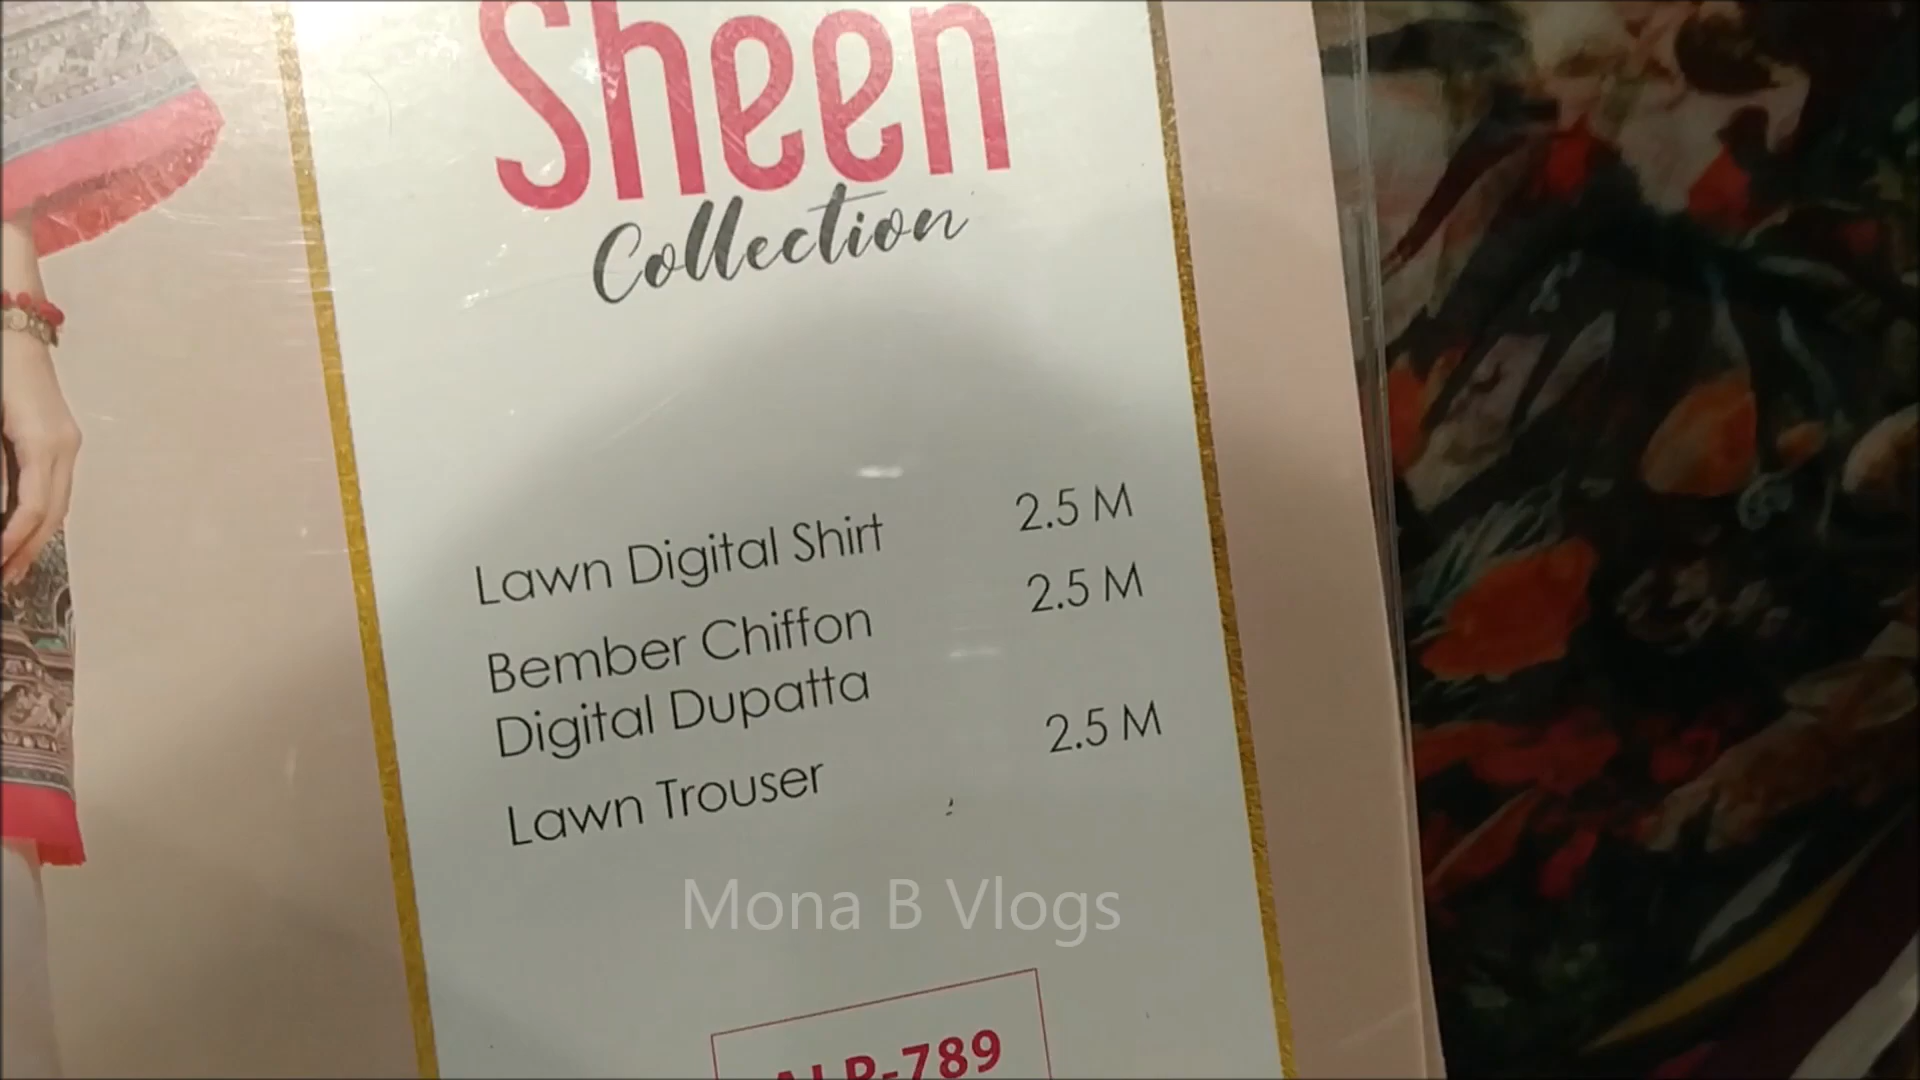 Sheen
Collection
Lawn Digital Shirt 2.5 M
Bember Chiffon 2.5 M
Digital Dupatta
Lawn Trouser 2.5 M
Mona B Vlogs